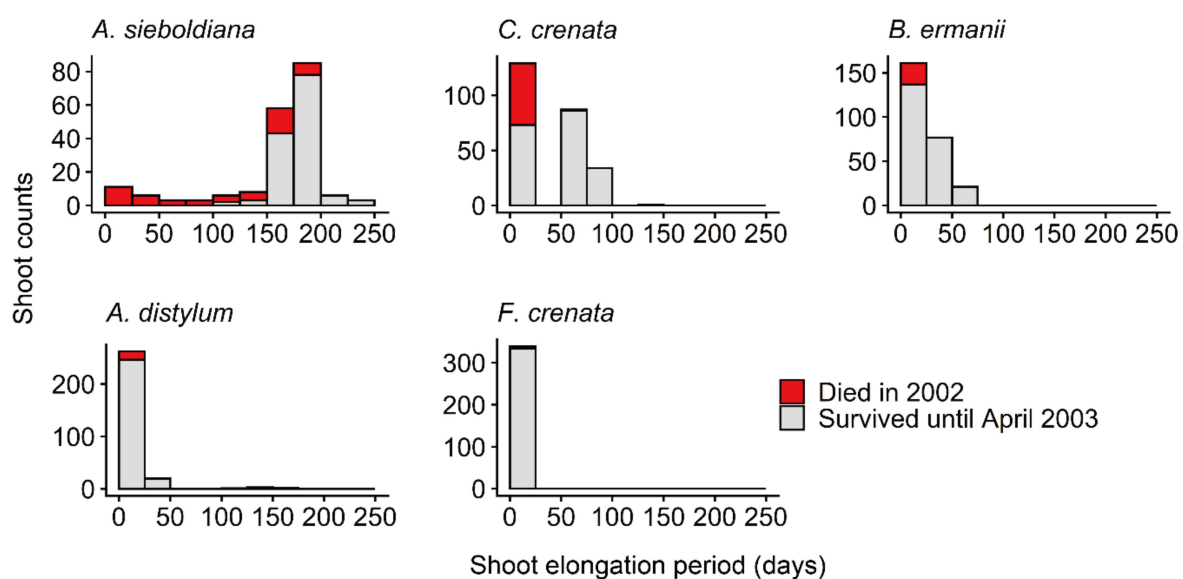 A. sieboldiana
C. crenata
B. ermanii
80
60
40
20
0
0 50 100 150 200 250
100
50
0
0 50 100 150 200 250
150
100
50
0
0 50 100 150 200 250
Shoot counts
A. distylum
F. crenata
200
100
0
0 50 100 150 200 250
300
200
100
0
0 50 100 150 200 250
Died in 2002
Survived until April 2003
Shoot elongation period (days)